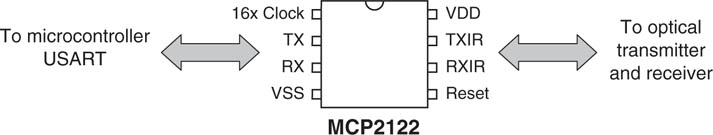 To microcontroller
USART
16x Clock
TX
RX
VSS
VDD
TXIR
RXIR
Reset
To optical
transmitter
and receiver
MCP2122